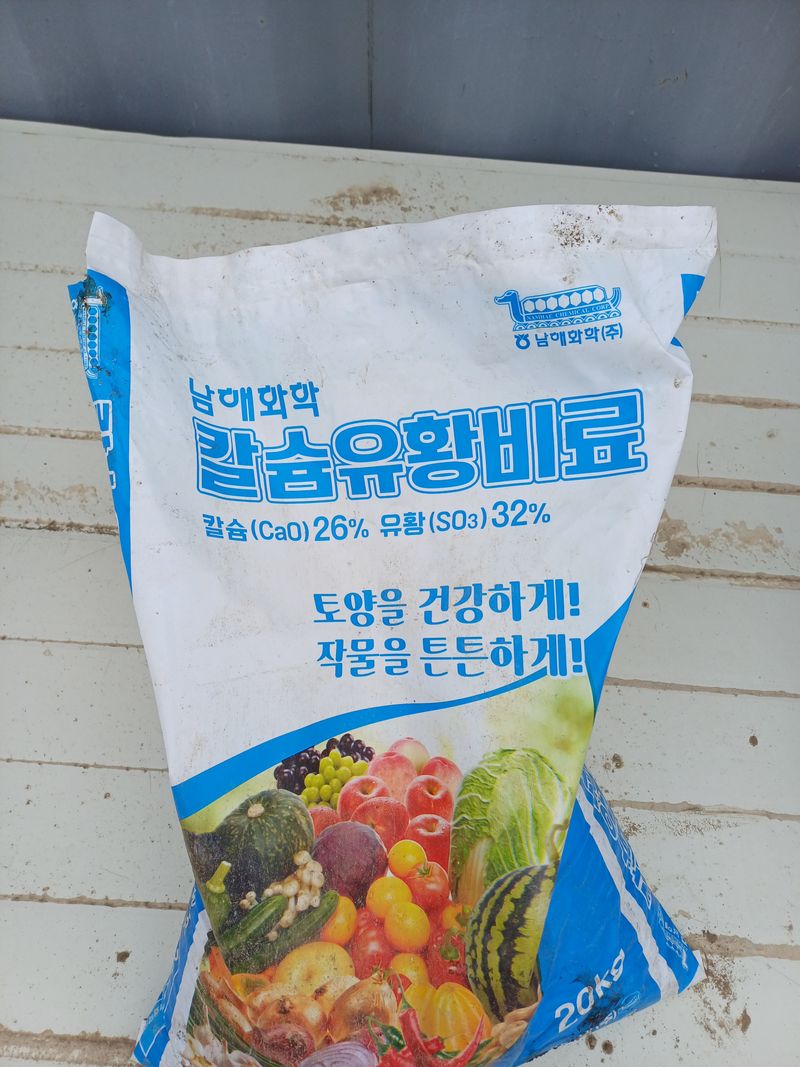 NAMHAE CHEMICAL CORP.
남해화학(주)
남해화학
칼슘유황비료
칼슘(CaO)26% 유황(SO3)32%
토양을 건강하게!
작물을 튼튼하게!
20kg